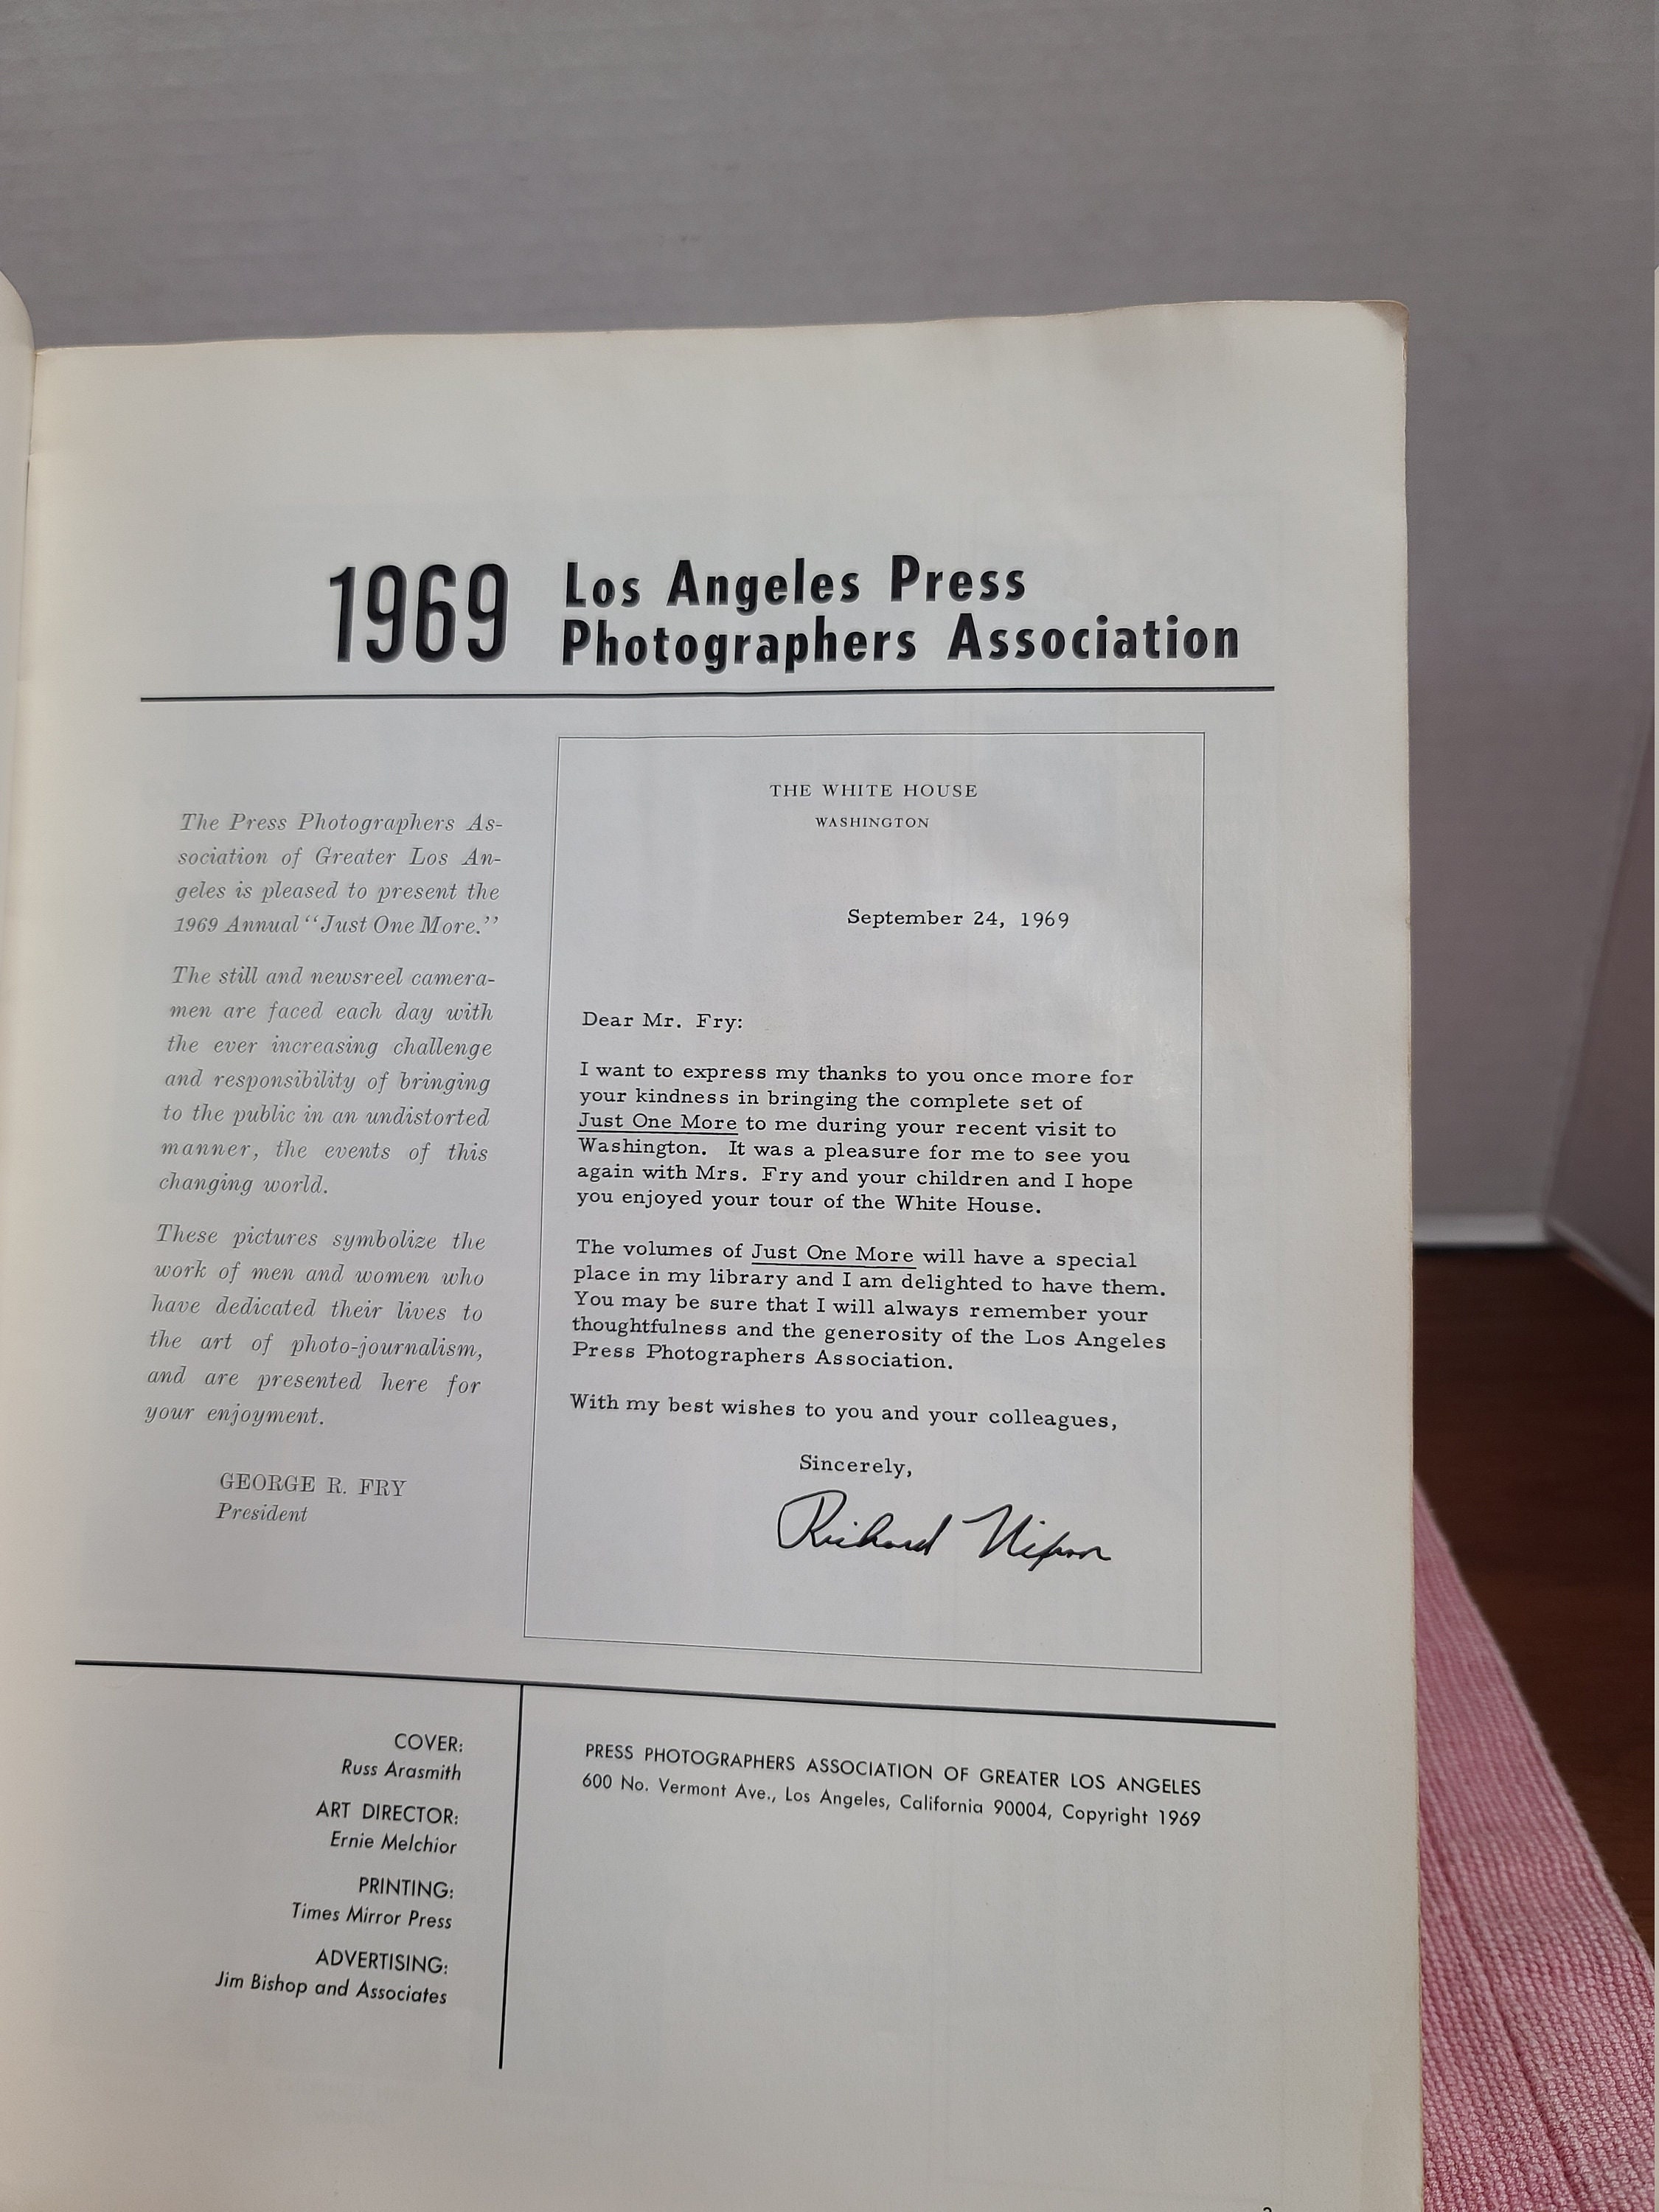 1969 Los Angeles Press
Photographers Association
The Press Photographers As-
sociation of Greater Los An-
geles is pleased to present the
1969 Annual "Just One More."
The still and newsreel camera-
men are faced each day with
the ever increasing challenge
and responsibility of bringing
to the public in an undistorted
manner, the events of this
changing world.
These pictures symbolize the
work of men and women who
have dedicated their lives to
the art of photo-journalism,
and are presented here for
your enjoyment.
GEORGE R. FRY
President
THE WHITE HOUSE
WASHINGTON
September 24, 1969
Dear Mr. Fry:
I want to express my thanks to you once more for
your kindness in bringing the complete set of
Just One More to me during your recent visit to
Washington. It was a pleasure for me to see you
again with Mrs. Fry and your children and I hope
you enjoyed your tour of the White House.
The volumes of Just One More will have a special
place in my library and I am delighted to have them.
You may be sure that I will always remember your
thoughtfulness and the generosity of the Los Angeles
Press Photographers Association.
With my best wishes to you and your colleagues,
Sincerely,
Richard Nixon
COVER:
Russ Arasmith
ART DIRECTOR:
Ernie Melchior
PRINTING:
Times Mirror Press
ADVERTISING:
Jim Bishop and Associates
PRESS PHOTOGRAPHERS ASSOCIATION OF GREATER LOS ANGELES
600 No. Vermont Ave., Los Angeles, California 90004, Copyright 1969